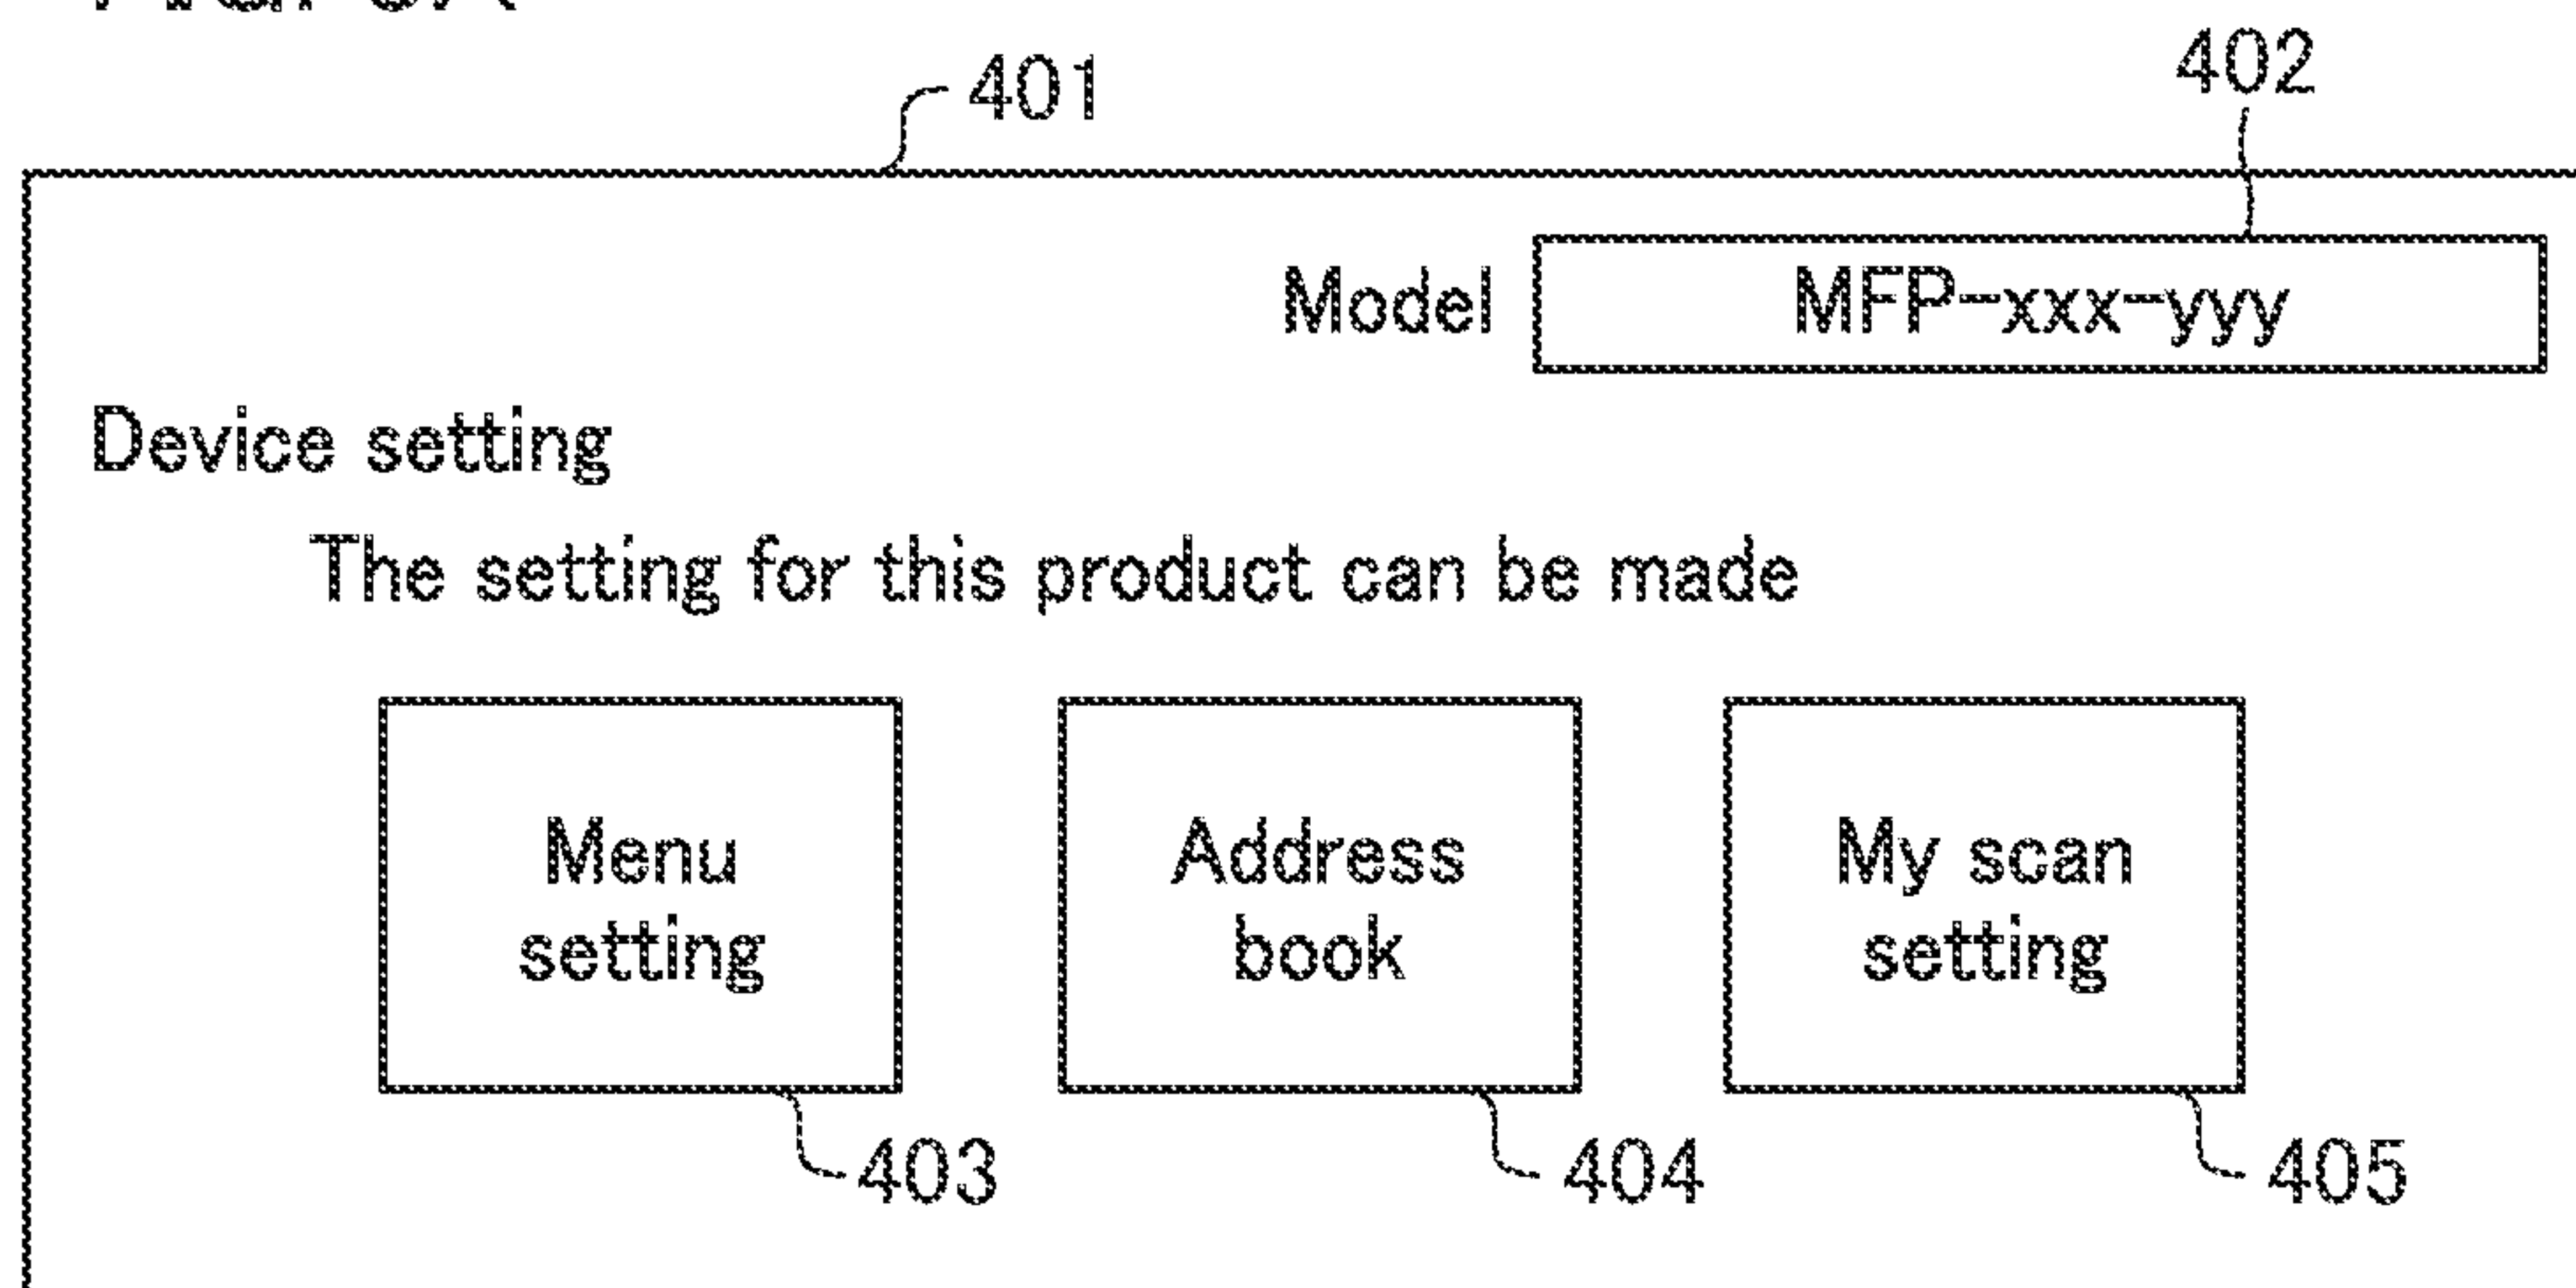 401
402
Model MFP-xxx-yyy
Device setting
The setting for this product can be made
Menu
setting
Address
book
My scan
setting
403
404
405